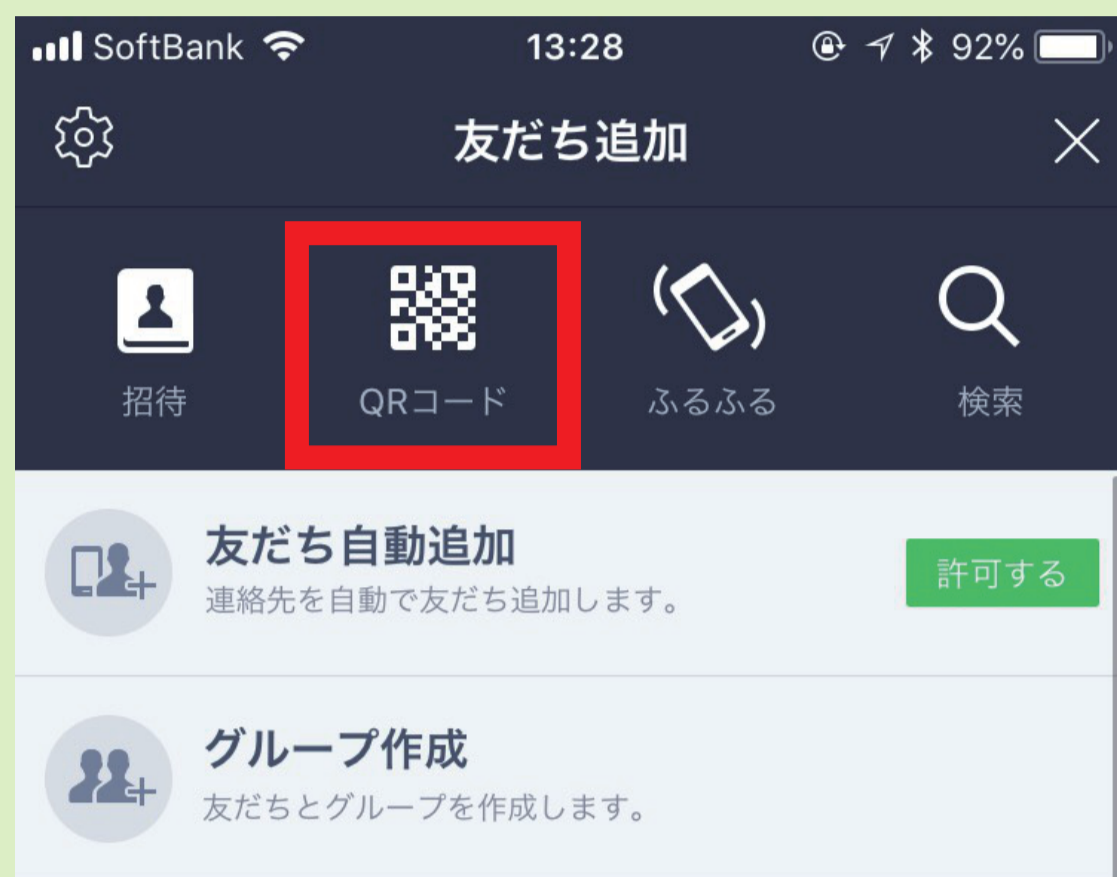 SoftBank 13:28 92%
友だち追加
招待 QRコード ふるふる 検索
友だち自動追加
連絡先を自動で友だち追加します。
許可する
グループ作成
友だちとグループを作成します。